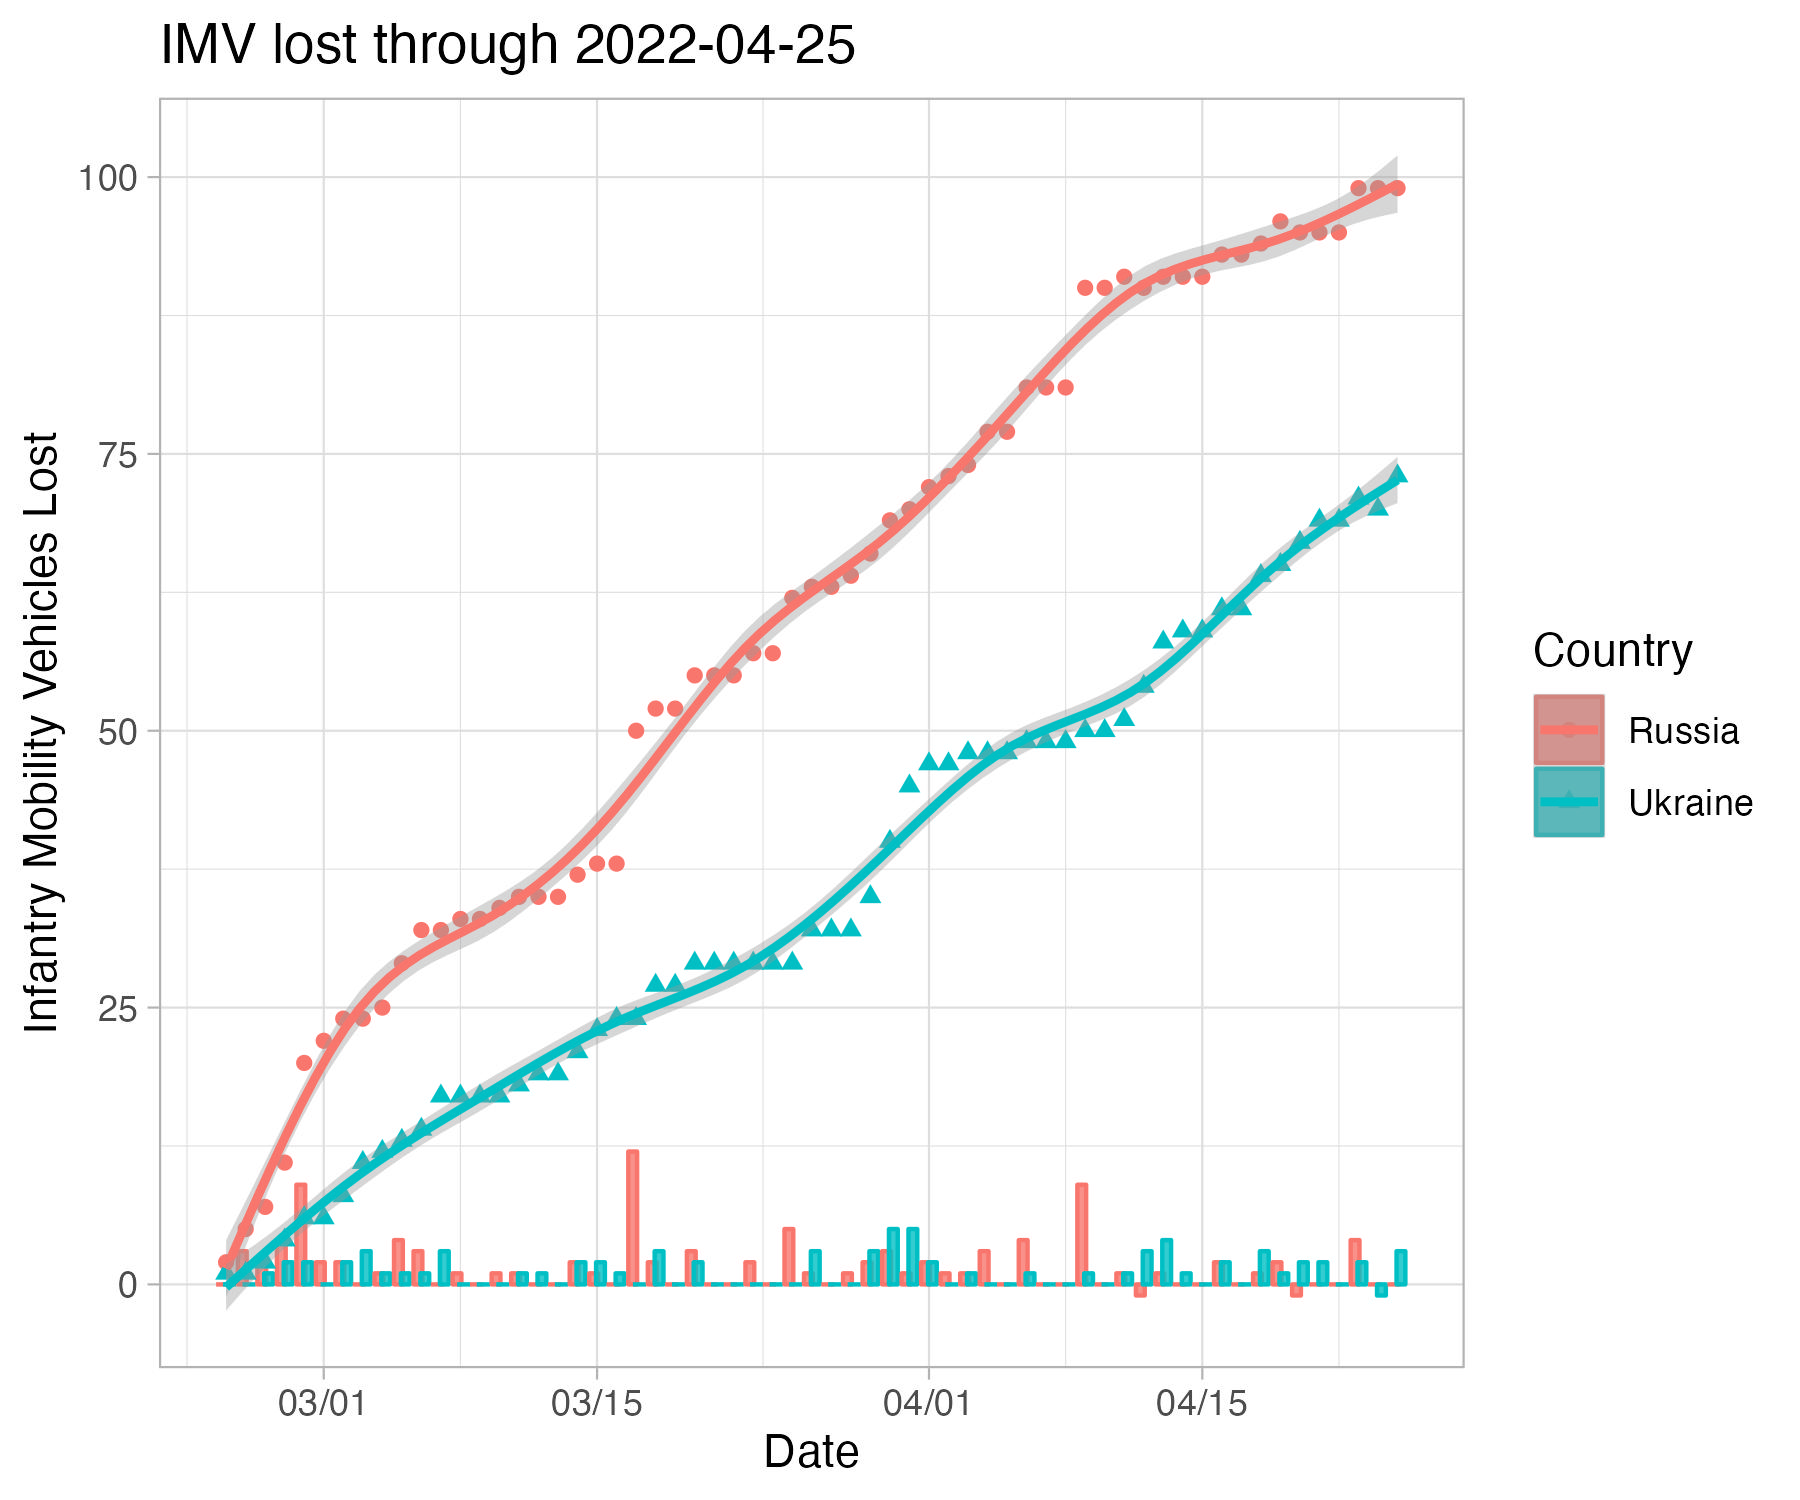 IMV lost through 2022-04-25
Infantry Mobility Vehicles Lost
100
75
50
25
0
03/01
03/15
04/01
04/15
Date
Country
Russia
Ukraine